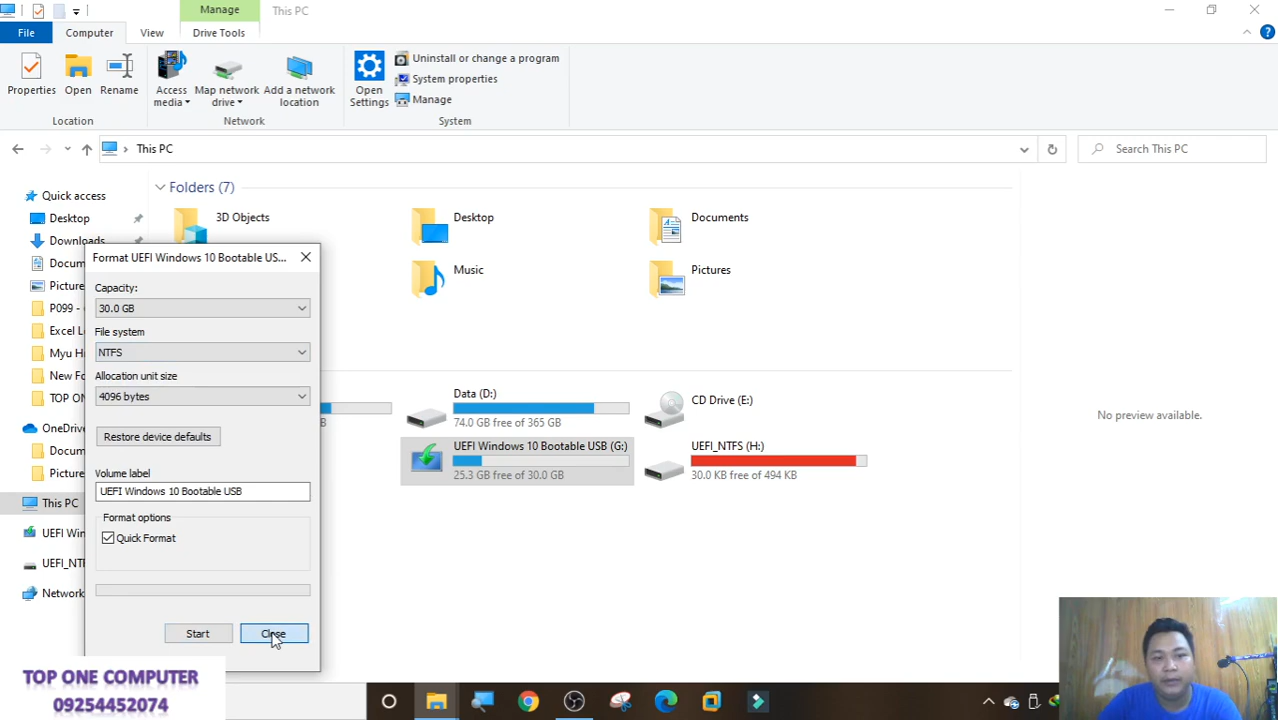 Manage
This PC
File
Computer
View
Drive Tools
Properties
Open
Rename
Access media
Map network drive
Add a network location
Open Settings
Uninstall or change a program
System properties
Manage
Location
Network
System
This PC
Search This PC
Quick access
Desktop
Downloads
Docum
Picture
P099 -
Excel L
Myu H
New Fo
TOP ON
OneDriv
Docum
Picture
This PC
UEFI Win
UEFI_NT
Network
Folders (7)
3D Objects
Desktop
Documents
Music
Pictures
Data (D:)
74.0 GB free of 365 GB
CD Drive (E:)
UEFI Windows 10 Bootable USB (G:)
25.3 GB free of 30.0 GB
UEFI_NTFS (H:)
30.0 KB free of 494 KB
No preview available.
Format UEFI Windows 10 Bootable US...
Capacity:
30.0 GB
File system
NTFS
Allocation unit size
4096 bytes
Restore device defaults
Volume label
UEFI Windows 10 Bootable USB
Format options
Quick Format
Start
Close
TOP ONE COMPUTER
09254452074